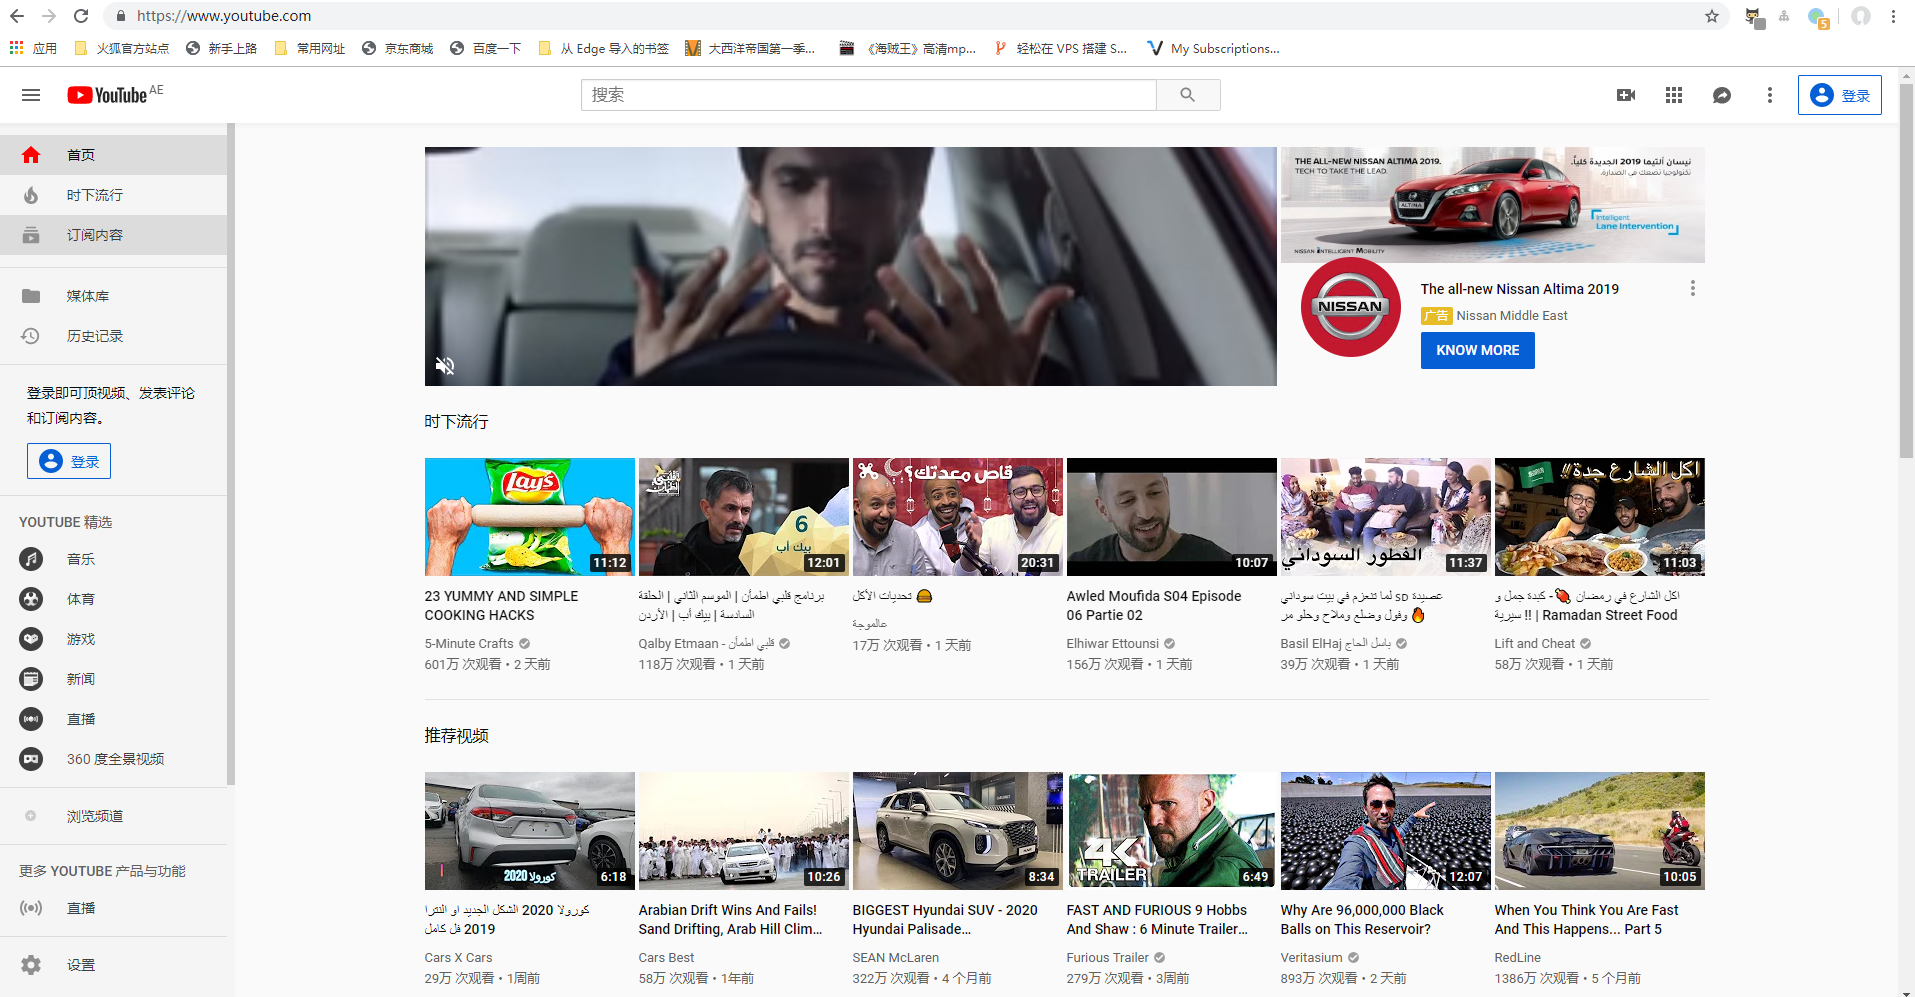 https://www.youtube.com
应用
火狐官方站点
新手上路
常用网址
京东商城
百度一下
从 Edge 导入的书签
大西洋帝国第一季...
《海贼王》高清mp...
轻松在 VPS 搭建 S...
My Subscriptions...
YouTube AE
搜索
登录
首页
时下流行
订阅内容
媒体库
历史记录
登录即可顶视频、发表评论
和订阅内容。
登录
YOUTUBE 精选
音乐
体育
游戏
新闻
直播
360 度全景视频
浏览频道
更多 YOUTUBE 产品与功能
直播
设置
THE ALL-NEW NISSAN ALTIMA 2019.
TECH TO TAKE THE LEAD.
نيسان ألتيما 2019 الجديدة كلياً.
تكنولوجيا تضعك في الصدارة.
ALTIMA
Intelligent
Lane Intervention
NISSAN INTELLIGENT MOBILITY
NISSAN
The all-new Nissan Altima 2019
广告 Nissan Middle East
KNOW MORE
时下流行
Lay's
11:12
23 YUMMY AND SIMPLE
COOKING HACKS
5-Minute Crafts
601万 次观看 • 2 天前
6
بيك أب
12:01
برنامج قلبي اطمأن | الموسم الثاني | الحلقة
السادسة | بيك أب | الأردن
Qalby Etmaan - قلبي اطمأن
118万 次观看 • 1 天前
قاص معدتك؟
20:31
تحديات الأكل 🍔
عالموجة
17万 次观看 • 1 天前
10:07
Awled Moufida S04 Episode
06 Partie 02
Elhiwar Ettounsi
156万 次观看 • 1 天前
الفطور السوداني
11:37
عصيدة SD لما تتعزم في بيت سوداني
وفول وضلع وملاح وحلو مر 🔥
Basil ElHaj باسل الحاج
39万 次观看 • 1 天前
اكل الشارع جدة!!
11:03
اكل الشارع في رمضان 🍖- كبدة جمل و
سيرية !! | Ramadan Street Food
Lift and Cheat
58万 次观看 • 1 天前
推荐视频
كورولا 2020
6:18
كورولا 2020 الشكل الجديد او النترا
2019 فل كامل
Cars X Cars
29万 次观看 • 1周前
10:26
Arabian Drift Wins And Fails!
Sand Drifting, Arab Hill Clim...
Cars Best
58万 次观看 • 1年前
8:34
BIGGEST Hyundai SUV - 2020
Hyundai Palisade...
SEAN McLaren
322万 次观看 • 4 个月前
4K
TRAILER
6:49
FAST AND FURIOUS 9 Hobbs
And Shaw : 6 Minute Trailer...
Furious Trailer
279万 次观看 • 3周前
12:07
Why Are 96,000,000 Black
Balls on This Reservoir?
Veritasium
893万 次观看 • 2 天前
10:05
When You Think You Are Fast
And This Happens... Part 5
RedLine
1386万 次观看 • 5 个月前